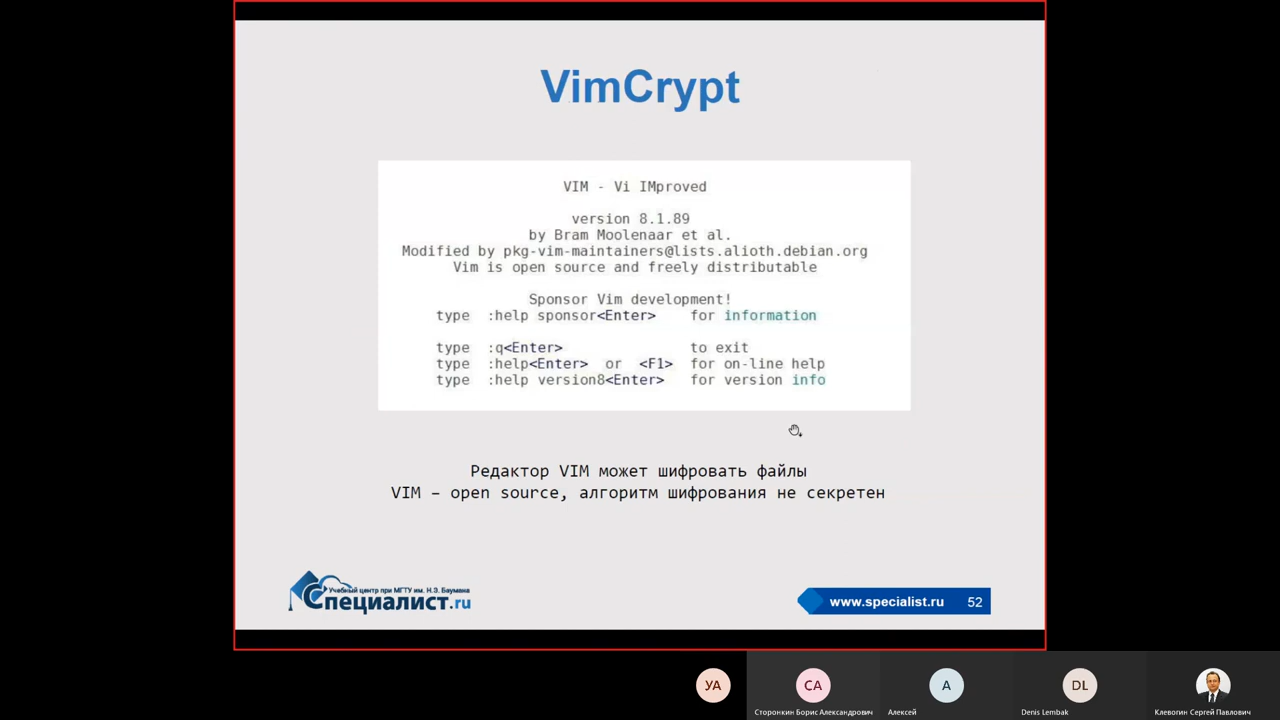 VimCrypt
VIM - Vi IMproved
version 8.1.89
by Bram Moolenaar et al.
Modified by pkg-vim-maintainers@lists.alioth.debian.org
Vim is open source and freely distributable
Sponsor Vim development!
type :help sponsor<Enter> for information
type :q<Enter> to exit
type :help<Enter> or <F1> for on-line help
type :help version8<Enter> for version info
Редактор VIM может шифровать файлы
VIM – open source, алгоритм шифрования не секретен
Учебный центр при МГТУ им. Н.Э. Баумана
Специалист.ru
www.specialist.ru 52
УА
СА
А
DL
Сторонкин Борис Александрович
Алексей
Denis Lembak
Клевогин Сергей Павлович